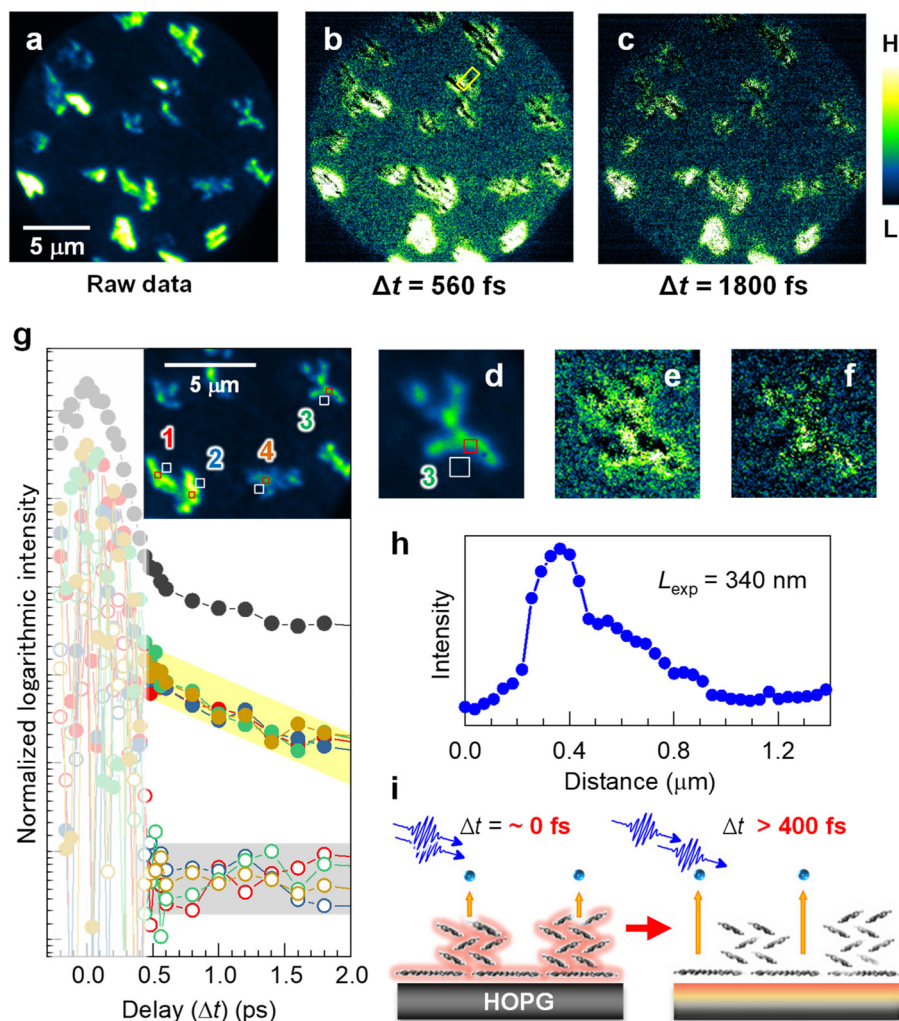 a
b
c
H
L
5 μm
Raw data
Δt = 560 fs
Δt = 1800 fs
g
5 μm
1
2
3
4
d
3
e
f
h
Normalized logarithmic intensity
0.0
0.5
1.0
1.5
2.0
Delay (Δt) (ps)
Lexp = 340 nm
Intensity
0.0
0.4
0.8
1.2
Distance (μm)
i
Δt = ~ 0 fs
Δt > 400 fs
HOPG